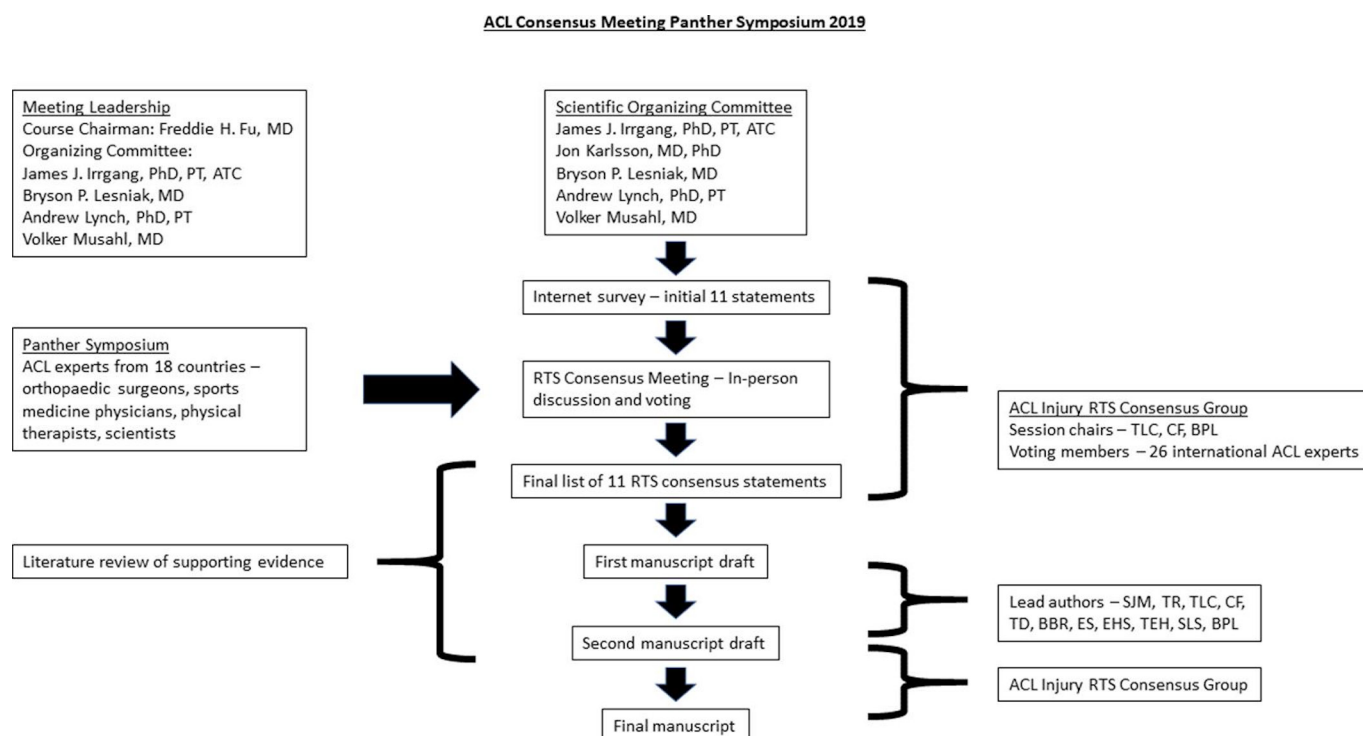 ACL Consensus Meeting Panther Symposium 2019
Meeting Leadership
Course Chairman: Freddie H. Fu, MD
Organizing Committee:
James J. Irrgang, PhD, PT, ATC
Bryson P. Lesniak, MD
Andrew Lynch, PhD, PT
Volker Musahl, MD
Scientific Organizing Committee
James J. Irrgang, PhD, PT, ATC
Jon Karlsson, MD, PhD
Bryson P. Lesniak, MD
Andrew Lynch, PhD, PT
Volker Musahl, MD
Internet survey – initial 11 statements
Panther Symposium
ACL experts from 18 countries –
orthopaedic surgeons, sports
medicine physicians, physical
therapists, scientists
RTS Consensus Meeting – In-person
discussion and voting
ACL Injury RTS Consensus Group
Session chairs – TLC, CF, BPL
Voting members – 26 international ACL experts
Final list of 11 RTS consensus statements
Literature review of supporting evidence
First manuscript draft
Lead authors – SJM, TR, TLC, CF,
TD, BBR, ES, EHS, TEH, SLS, BPL
Second manuscript draft
ACL Injury RTS Consensus Group
Final manuscript